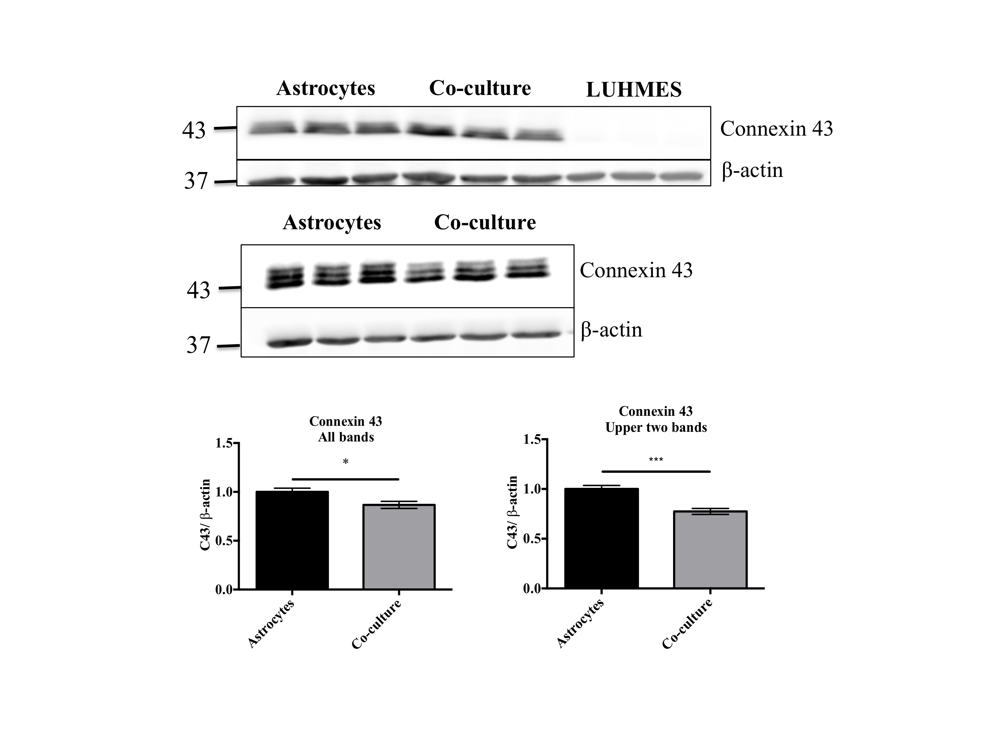 Astrocytes Co-culture LUHMES
43 Connexin 43
37 β-actin
Astrocytes Co-culture
Connexin 43
43
β-actin
37
Connexin 43
All bands
1.5
*
1.0
0.5
0.0
C43/ β-actin
Astrocytes
Co-culture
Connexin 43
Upper two bands
1.5
***
1.0
0.5
0.0
C43/ β-actin
Astrocytes
Co-culture